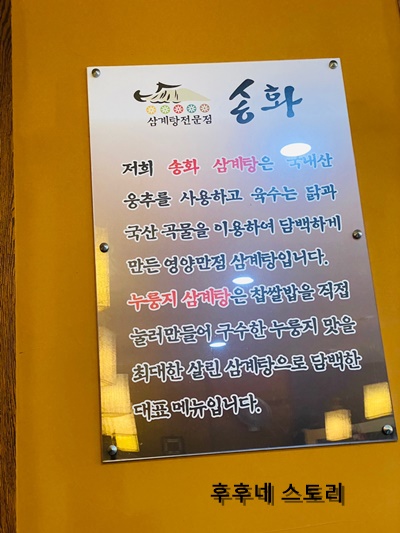 삼계탕전문점
송화
저희 송화 삼계탕은 국내산
웅추를 사용하고 육수는 닭과
국산 곡물을 이용하여 담백하게
만든 영양만점 삼계탕입니다.
누룽지 삼계탕은 찹쌀밥을 직접
눌러만들어 구수한 누룽지 맛을
최대한 살린 삼계탕으로 담백한
대표 메뉴입니다.
후후네 스토리